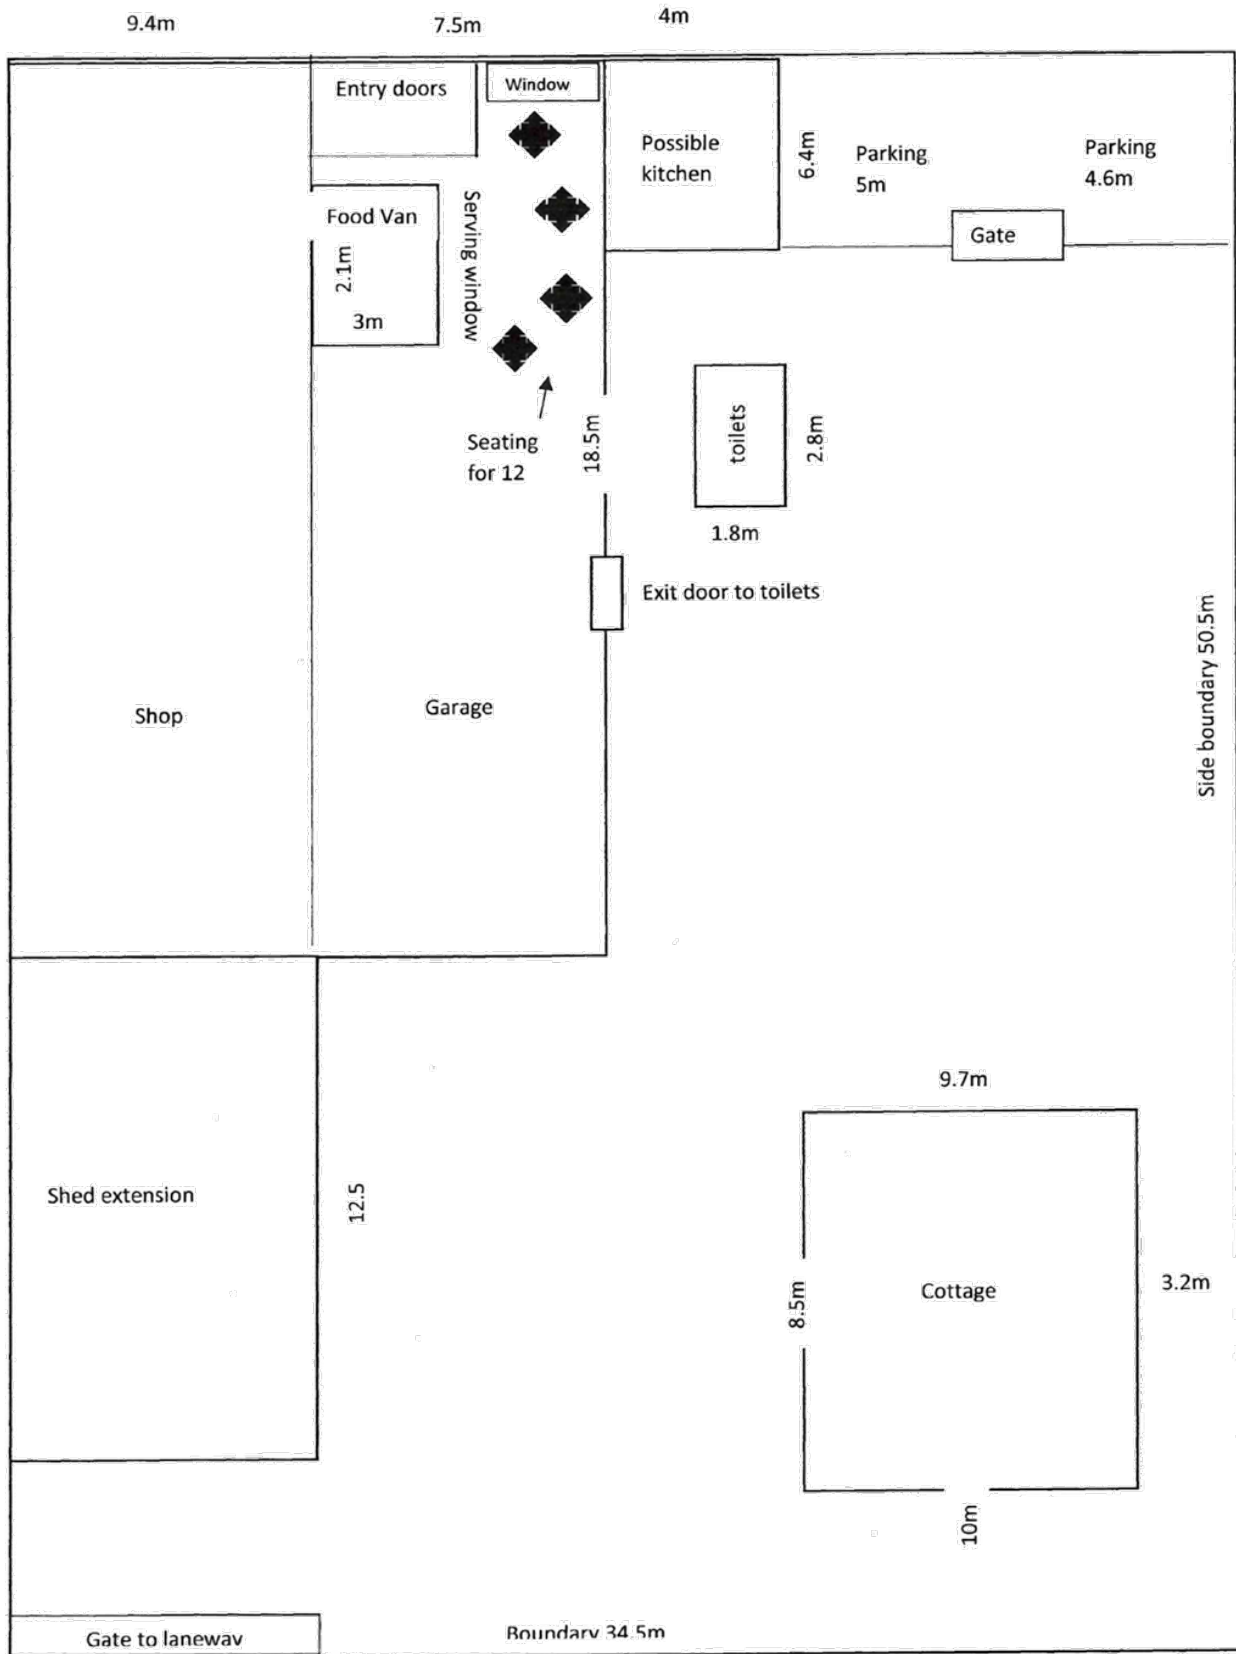 9.4m
7.5m
4m
Entry doors
Window
Possible
kitchen
6.4m
Parking
5m
Parking
4.6m
Food Van
2.1m
3m
Serving window
Gate
Seating
for 12
18.5m
toilets
2.8m
1.8m
Exit door to toilets
Side boundary 50.5m
Shop
Garage
9.7m
Shed extension
12.5
8.5m
Cottage
3.2m
10m
Gate to laneway
Boundary 34.5m